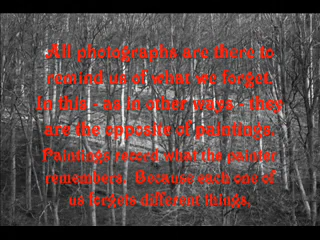 All photographs are there to
remind us of what we forget.
In this - as in other ways - they
are the opposite of paintings.
Paintings record what the painter
remembers. Because each one of
us forgets different things,